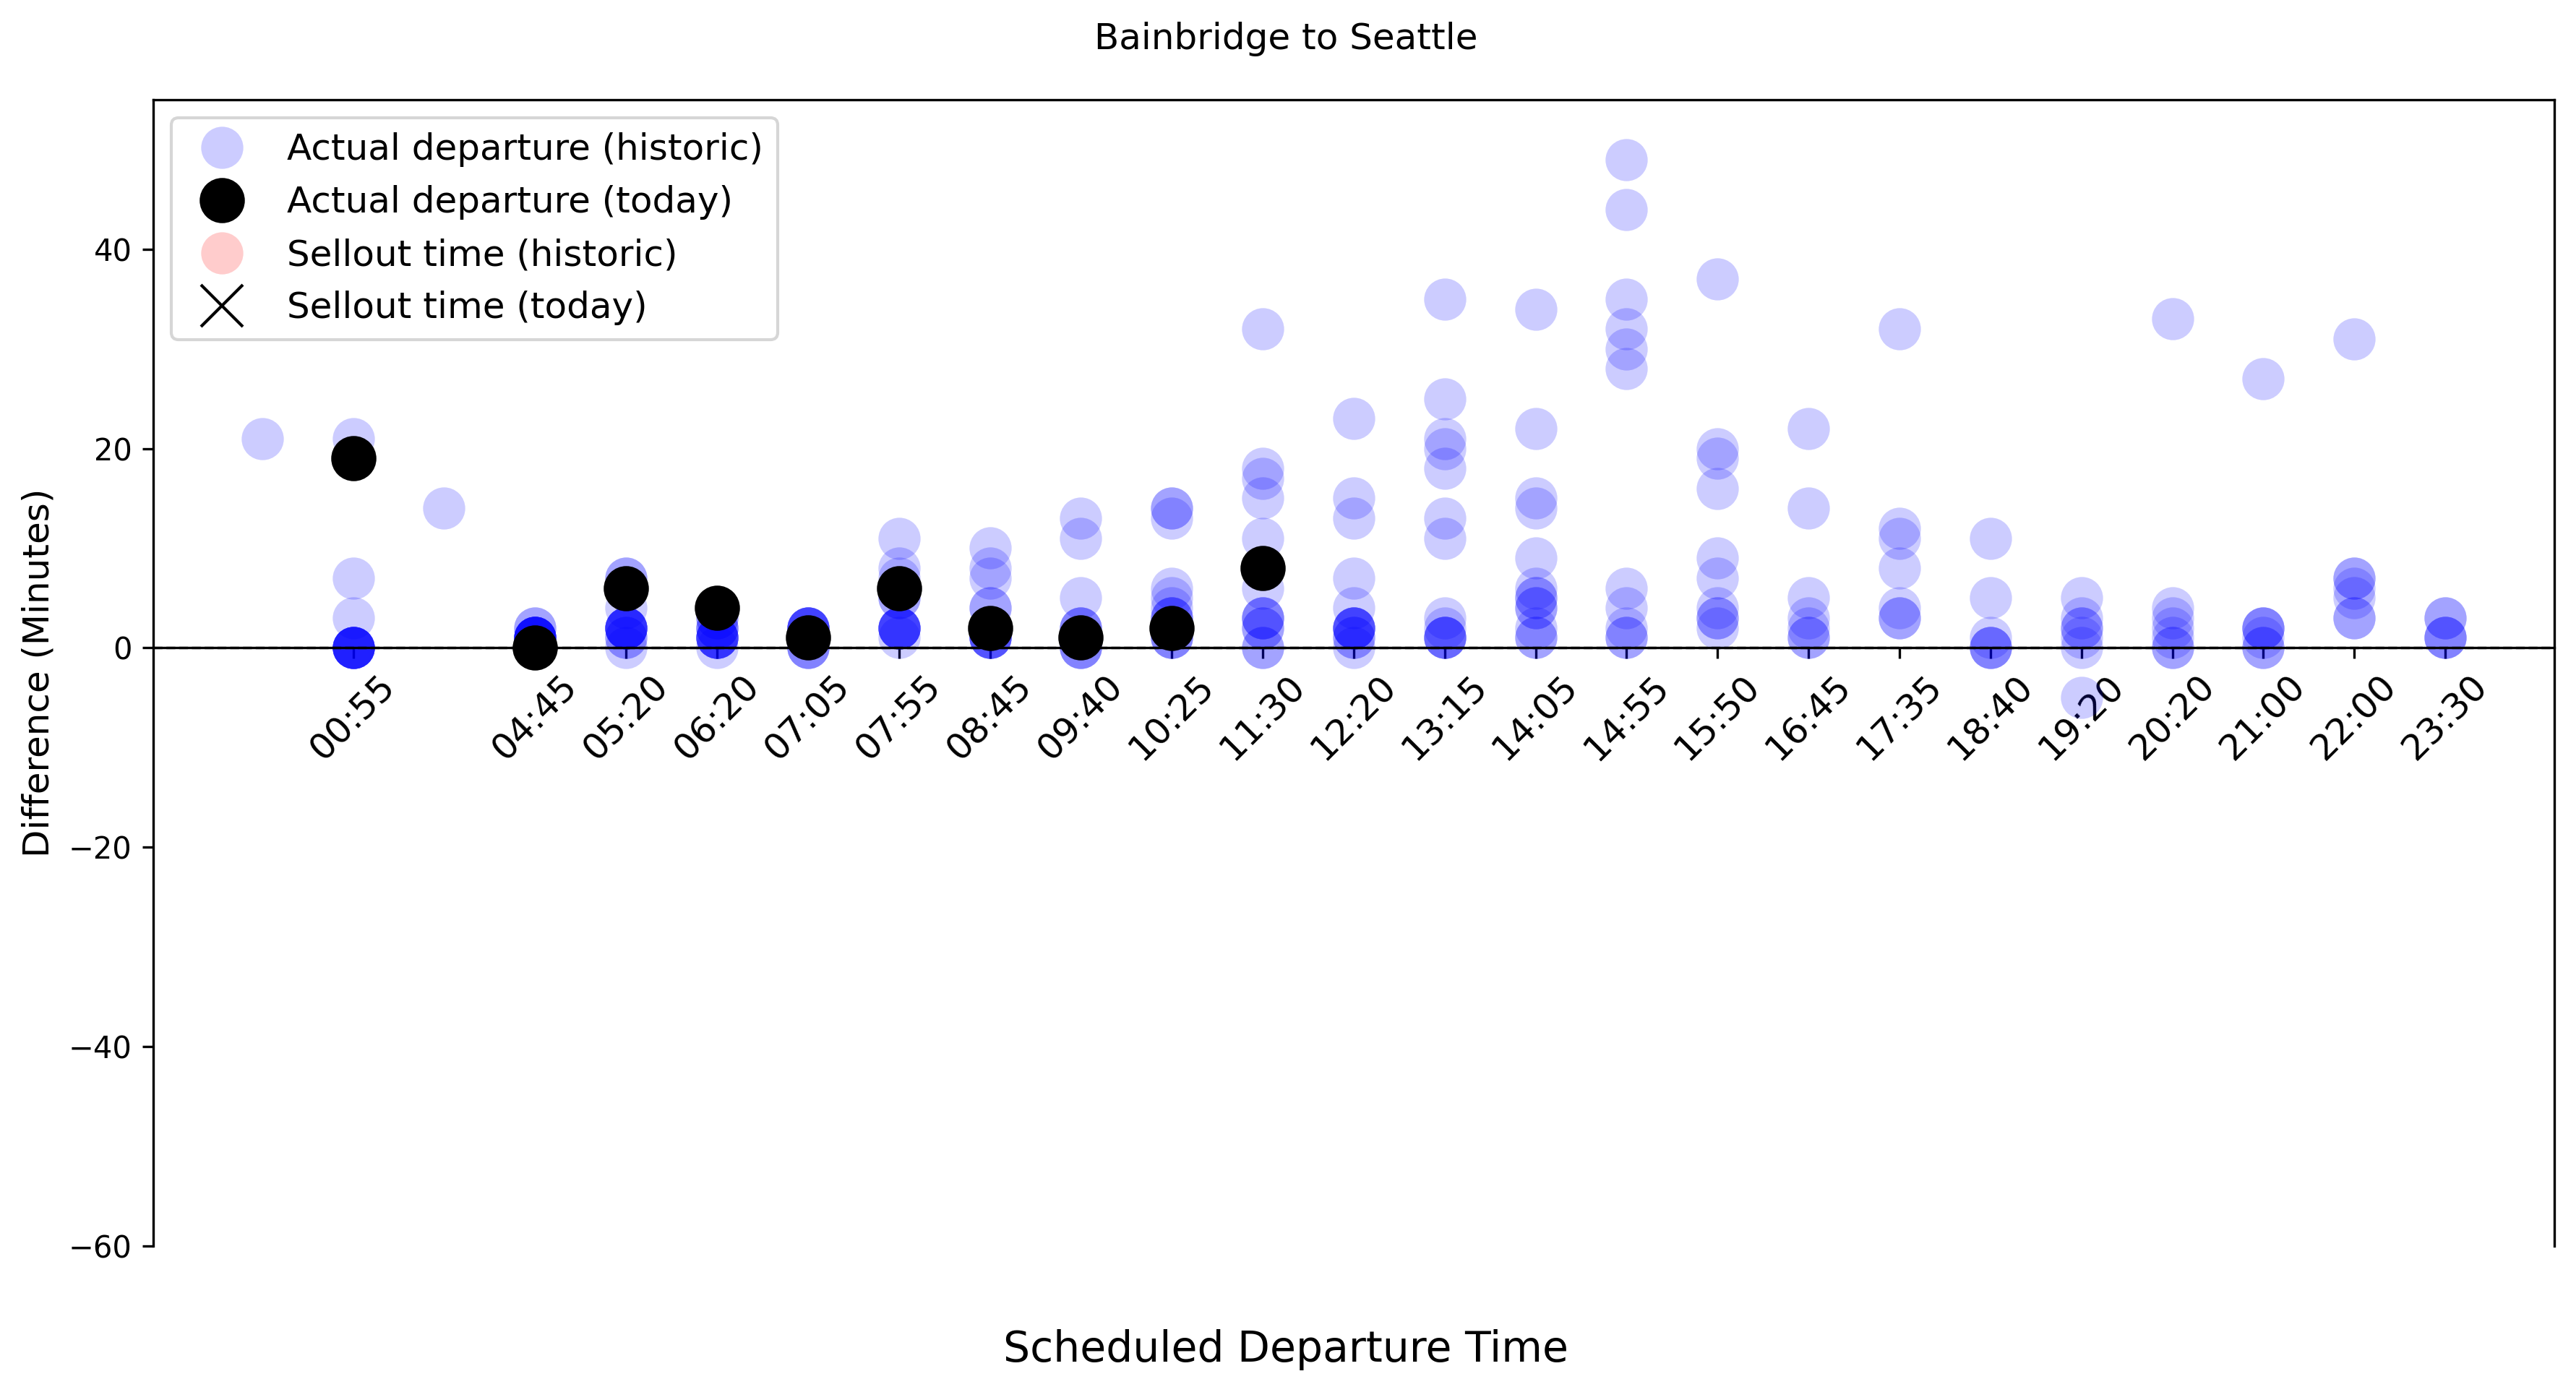 Bainbridge to Seattle
Actual departure (historic)
Actual departure (today)
Sellout time (historic)
Sellout time (today)
40
20
0
−20
−40
−60
Difference (Minutes)
00:55 04:45 05:20 06:20 07:05 07:55 08:45 09:40 10:25 11:30 12:20 13:15 14:05 14:55 15:50 16:45 17:35 18:40 19:20 20:20 21:00 22:00 23:30
Scheduled Departure Time